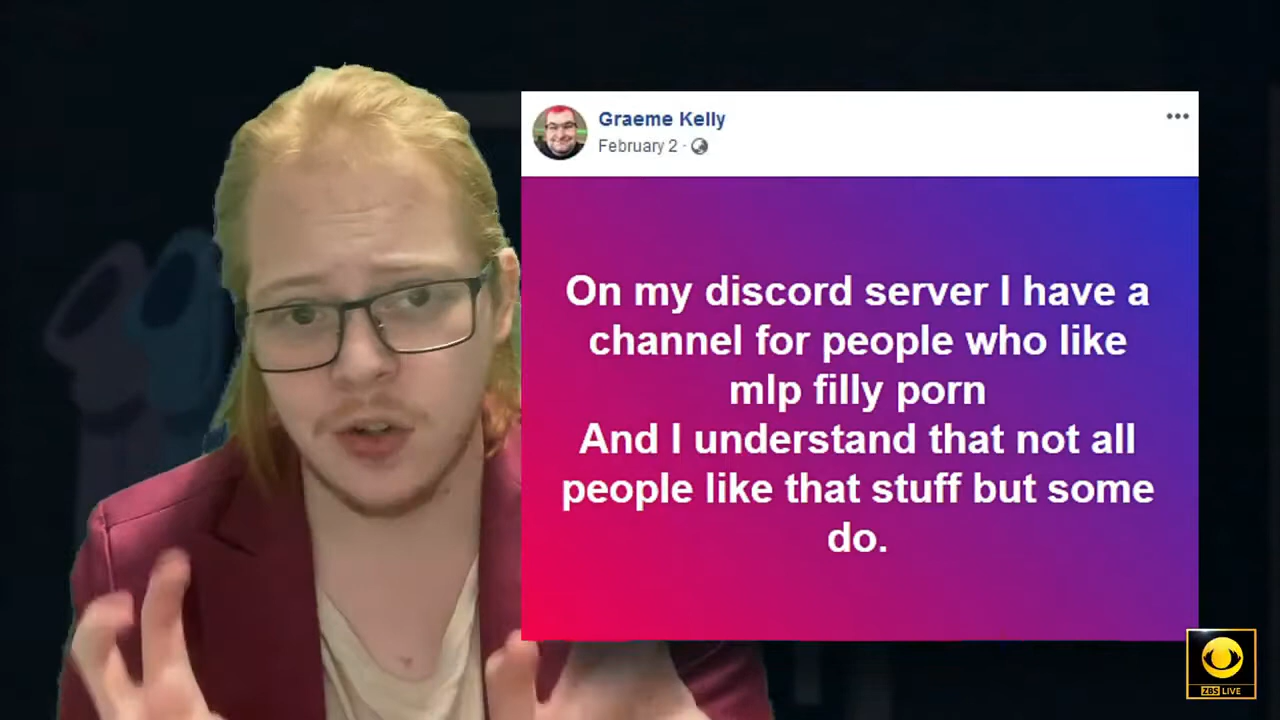 Graeme Kelly
February 2 ·
On my discord server I have a
channel for people who like
mlp filly porn
And I understand that not all
people like that stuff but some
do.
ZBS LIVE